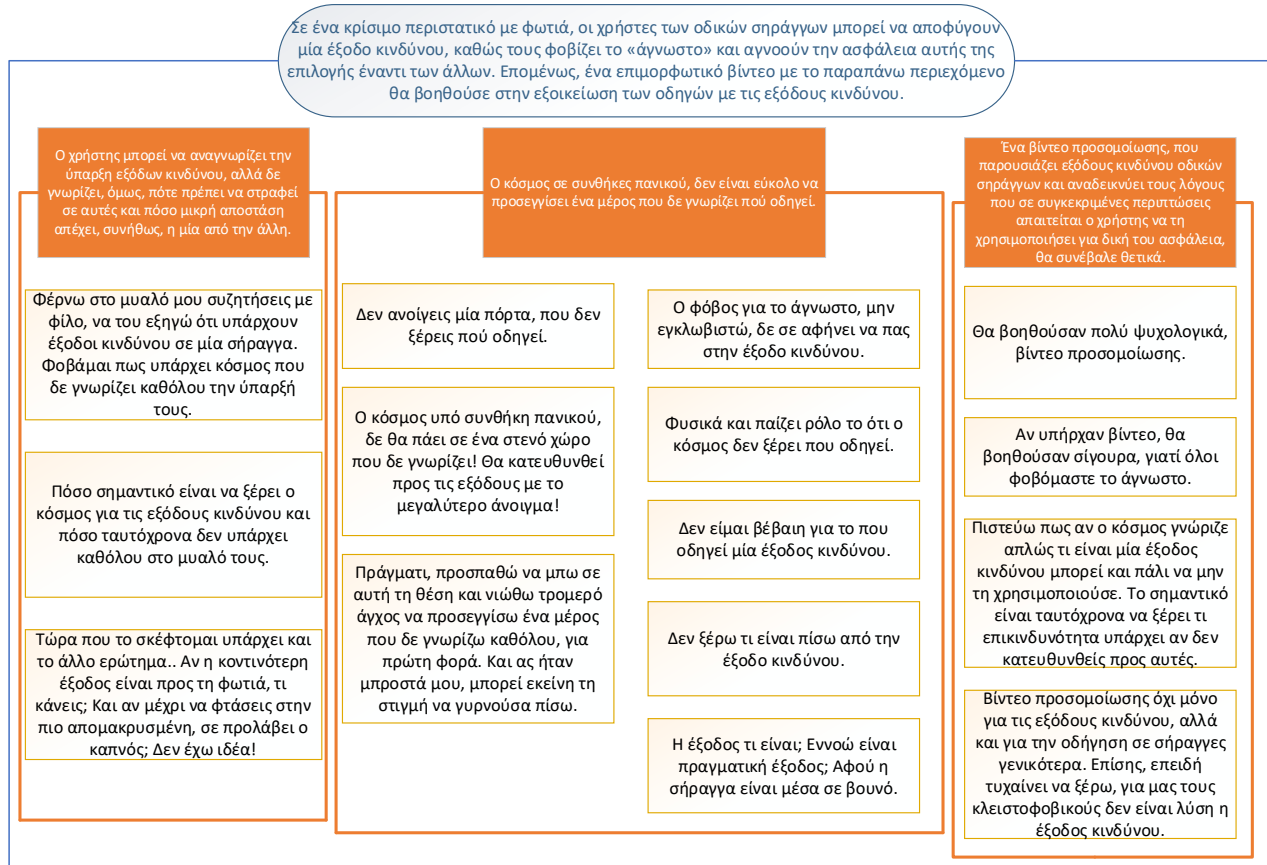 Σε ένα κρίσιμο περιστατικό με φωτιά, οι χρήστες των οδικών σηράγγων μπορεί να αποφύγουν
μία έξοδο κινδύνου, καθώς τους φοβίζει το «άγνωστο» και αγνοούν την ασφάλεια αυτής της
επιλογής έναντι των άλλων. Επομένως, ένα επιμορφωτικό βίντεο με το παραπάνω περιεχόμενο
θα βοηθούσε στην εξοικείωση των οδηγών με τις εξόδους κινδύνου.
Ο χρήστης μπορεί να αναγνωρίζει την
ύπαρξη εξόδων κινδύνου, αλλά δε
γνωρίζει, όμως, πότε πρέπει να στραφεί
σε αυτές και πόσο μικρή αποστάση
απέχει, συνήθως, η μία από την άλλη.
Φέρνω στο μυαλό μου συζητήσεις με
φίλο, να του εξηγώ ότι υπάρχουν
έξοδοι κινδύνου σε μία σήραγγα.
Φοβάμαι πως υπάρχει κόσμος που
δε γνωρίζει καθόλου την ύπαρξή
τους.
Πόσο σημαντικό είναι να ξέρει ο
κόσμος για τις εξόδους κινδύνου και
πόσο ταυτόχρονα δεν υπάρχει
καθόλου στο μυαλό τους.
Τώρα που το σκέφτομαι υπάρχει και
το άλλο ερώτημα.. Αν η κοντινότερη
έξοδος είναι προς τη φωτιά, τι
κάνεις; Και αν μέχρι να φτάσεις στην
πιο απομακρυσμένη, σε προλάβει ο
καπνός; Δεν έχω ιδέα!
Ο κόσμος σε συνθήκες πανικού, δεν είναι εύκολο να
προσεγγίσει ένα μέρος που δε γνωρίζει πού οδηγεί.
Δεν ανοίγεις μία πόρτα, που δεν
ξέρεις πού οδηγεί.
Ο κόσμος υπό συνθήκη πανικού,
δε θα πάει σε ένα στενό χώρο
που δε γνωρίζει! Θα κατευθυνθεί
προς τις εξόδους με το
μεγαλύτερο άνοιγμα!
Πράγματι, προσπαθώ να μπω σε
αυτή τη θέση και νιώθω τρομερό
άγχος να προσεγγίσω ένα μέρος
που δε γνωρίζω καθόλου, για
πρώτη φορά. Και ας ήταν
μπροστά μου, μπορεί εκείνη τη
στιγμή να γυρνούσα πίσω.
Ο φόβος για το άγνωστο, μην
εγκλωβιστώ, δε σε αφήνει να πας
στην έξοδο κινδύνου.
Φυσικά και παίζει ρόλο το ότι ο
κόσμος δεν ξέρει που οδηγεί.
Δεν είμαι βέβαιη για το που
οδηγεί μία έξοδος κινδύνου.
Δεν ξέρω τι είναι πίσω από την
έξοδο κινδύνου.
Η έξοδος τι είναι; Εννοώ είναι
πραγματική έξοδος; Αφού η
σήραγγα είναι μέσα σε βουνό.
Ένα βίντεο προσομοίωσης, που
παρουσιάζει εξόδους κινδύνου οδικών
σηράγγων και αναδεικνύει τους λόγους
που σε συγκεκριμένες περιπτώσεις
απαιτείται ο χρήστης να τη
χρησιμοποιήσει για δική του ασφάλεια,
θα συνέβαλε θετικά.
Θα βοηθούσαν πολύ ψυχολογικά,
βίντεο προσομοίωσης.
Αν υπήρχαν βίντεο, θα
βοηθούσαν σίγουρα, γιατί όλοι
φοβόμαστε το άγνωστο.
Πιστεύω πως αν ο κόσμος γνώριζε
απλώς τι είναι μία έξοδος
κινδύνου μπορεί και πάλι να μην
τη χρησιμοποιούσε. Το σημαντικό
είναι ταυτόχρονα να ξέρει τι
επικινδυνότητα υπάρχει αν δεν
κατευθυνθείς προς αυτές.
Βίντεο προσομοίωσης όχι μόνο
για τις εξόδους κινδύνου, αλλά
και για την οδήγηση σε σήραγγες
γενικότερα. Επίσης, επειδή
τυχαίνει να ξέρω, για μας τους
κλειστοφοβικούς δεν είναι λύση η
έξοδος κινδύνου.